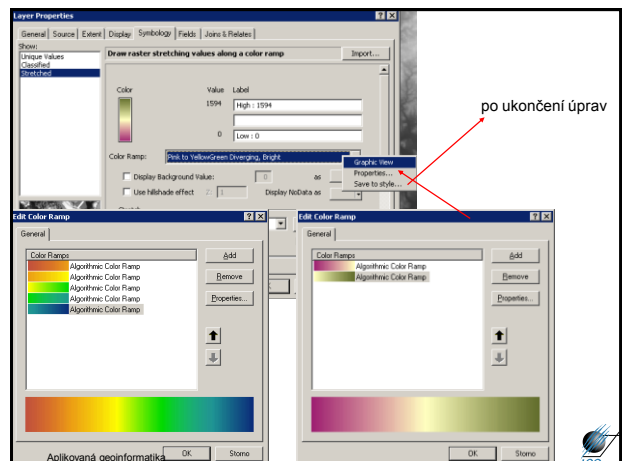 Layer Properties
General Source Extent Display Symbology Fields Joins & Relates
Show:
Unique Values
Classified
Stretched
Draw raster stretching values along a color ramp
Import...
Color Value Label
1594 High : 1594
0 Low : 0
Color Ramp: Pink to YellowGreen Diverging, Bright
Display Background Value: 0 as
Use hillshade effect Z: 1 Display NoData as
Graphic View
Properties...
Save to style...
po ukončení úprav
Edit Color Ramp
General
Color Ramps
Algorithmic Color Ramp
Algorithmic Color Ramp
Algorithmic Color Ramp
Algorithmic Color Ramp
Algorithmic Color Ramp
Add
Remove
Properties...
OK Storno
Edit Color Ramp
General
Color Ramps
Algorithmic Color Ramp
Algorithmic Color Ramp
Add
Remove
Properties...
OK Storno
Aplikovaná geoinformatika